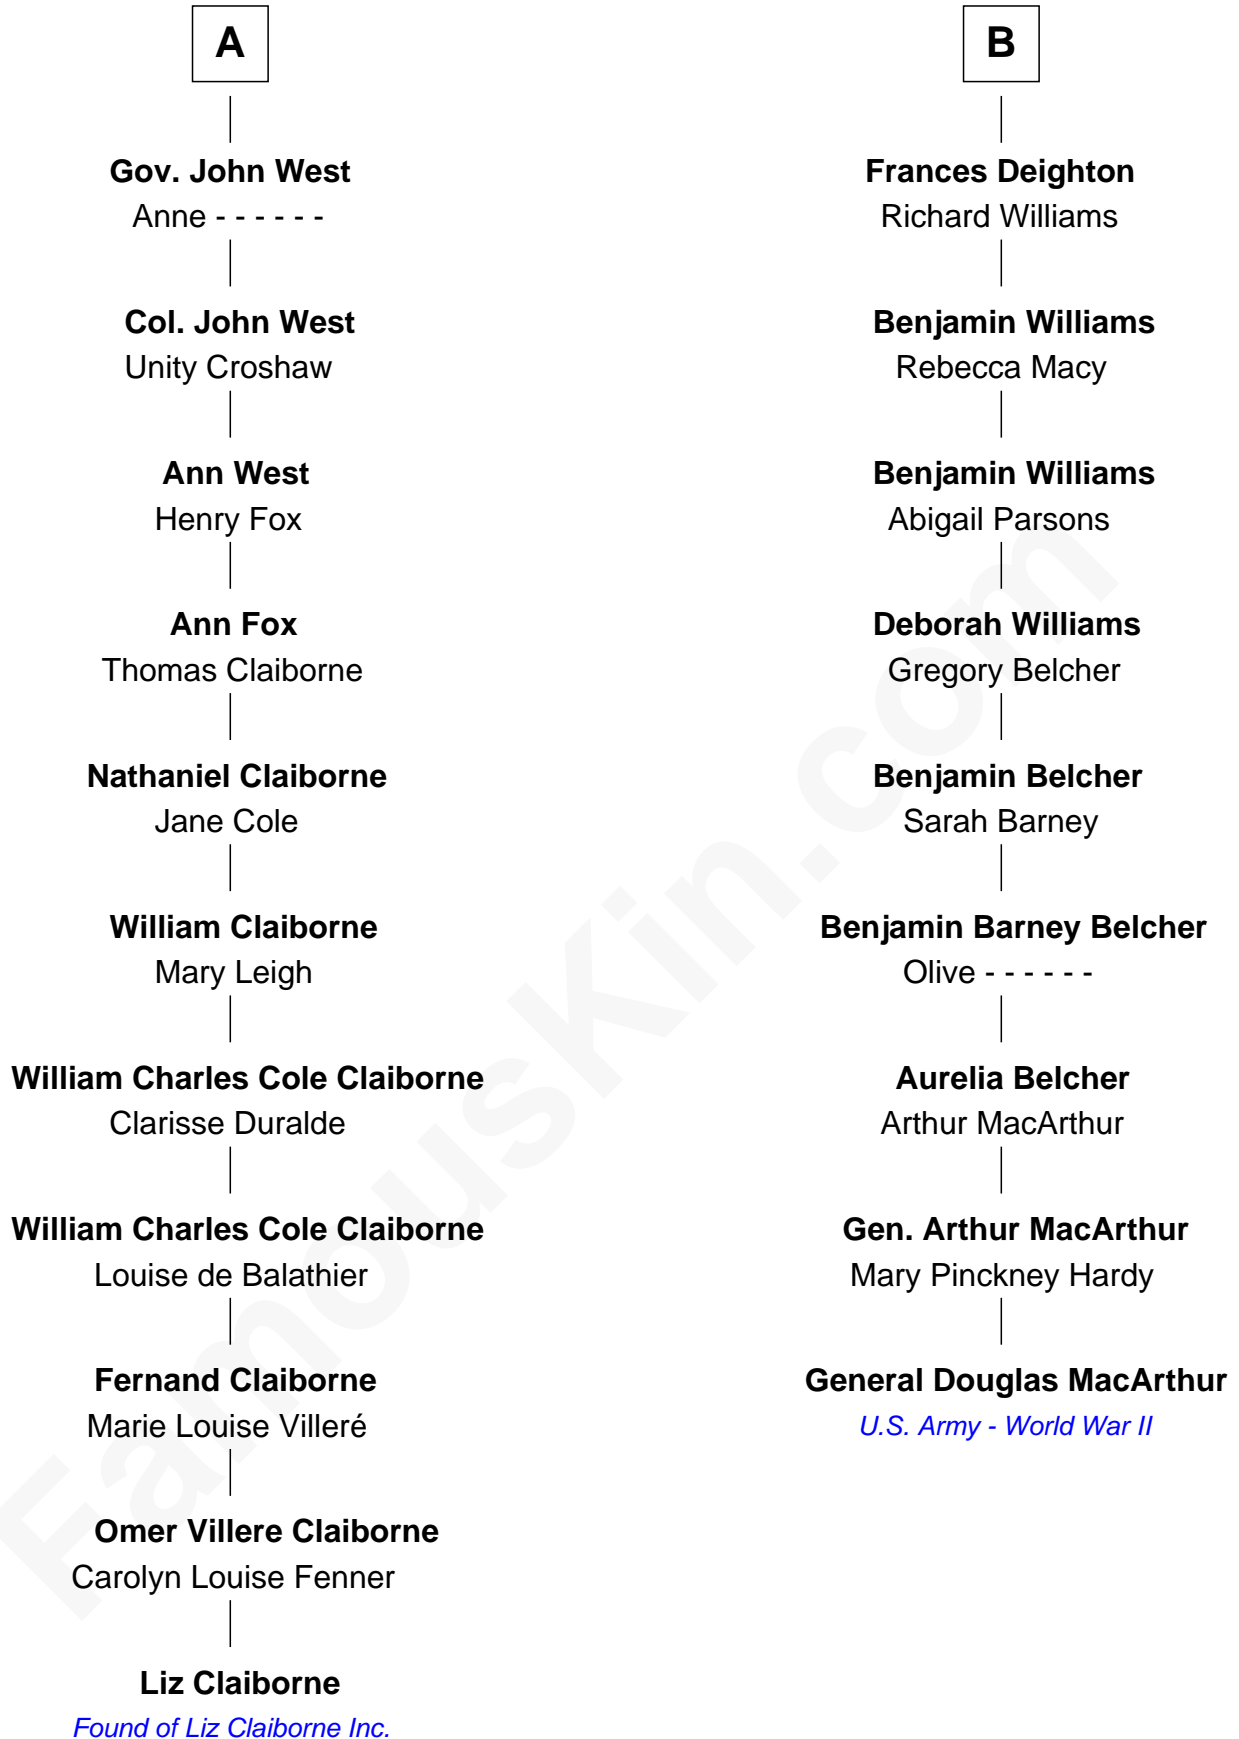 A
Gov. John West
Anne - - - - - -
Col. John West
Unity Croshaw
Ann West
Henry Fox
Ann Fox
Thomas Claiborne
Nathaniel Claiborne
Jane Cole
William Claiborne
Mary Leigh
William Charles Cole Claiborne
Clarisse Duralde
William Charles Cole Claiborne
Louise de Balathier
Fernand Claiborne
Marie Louise Villeré
Omer Villere Claiborne
Carolyn Louise Fenner
Liz Claiborne
Found of Liz Claiborne Inc.
B
Frances Deighton
Richard Williams
Benjamin Williams
Rebecca Macy
Benjamin Williams
Abigail Parsons
Deborah Williams
Gregory Belcher
Benjamin Belcher
Sarah Barney
Benjamin Barney Belcher
Olive - - - - - -
Aurelia Belcher
Arthur MacArthur
Gen. Arthur MacArthur
Mary Pinckney Hardy
General Douglas MacArthur
U.S. Army - World War II
FamousKin.com